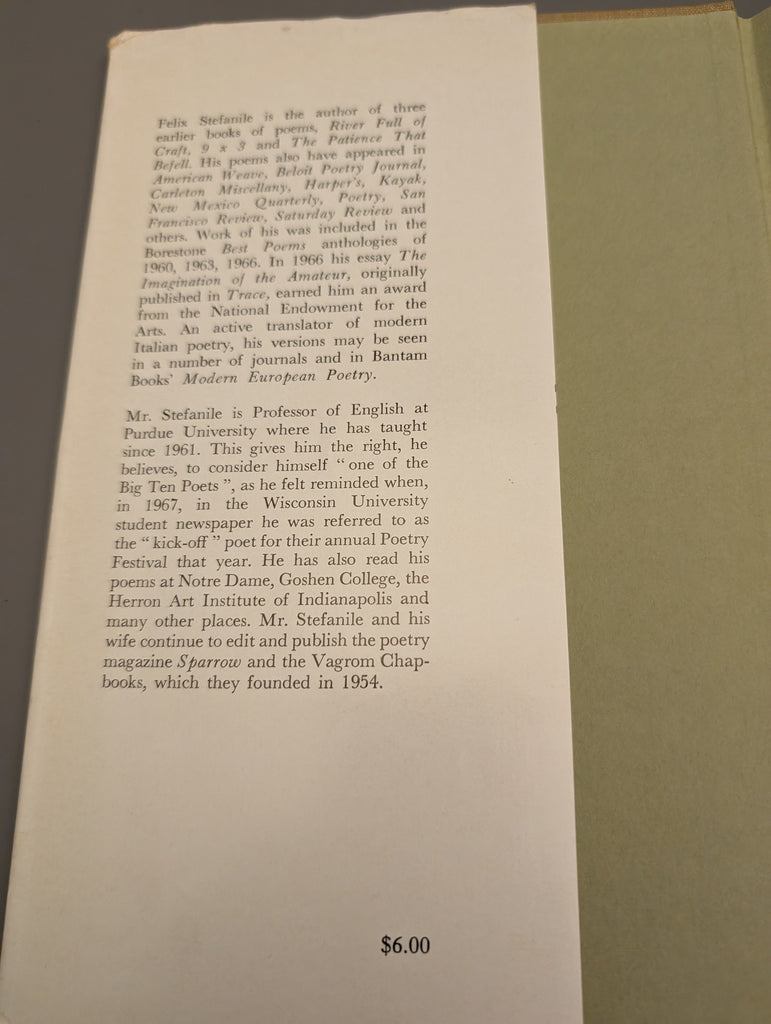 Felix Stefanile is the author of three
earlier books of poems, River Full of
Craft, 9 x 3 and The Patience That
Befell. His poems also have appeared in
American Weave, Beloit Poetry Journal,
Carleton Miscellany, Harper's, Kayak,
New Mexico Quarterly, Poetry, San
Francisco Review, Saturday Review and
others. Work of his was included in the
Borestone Best Poems anthologies of
1960, 1963, 1966. In 1966 his essay The
Imagination of the Amateur, originally
published in Trace, earned him an award
from the National Endowment for the
Arts. An active translator of modern
Italian poetry, his versions may be seen
in a number of journals and in Bantam
Books' Modern European Poetry.
Mr. Stefanile is Professor of English at
Purdue University where he has taught
since 1961. This gives him the right, he
believes, to consider himself “ one of the
Big Ten Poets ”, as he felt reminded when,
in 1967, in the Wisconsin University
student newspaper he was referred to as
the “ kick-off ” poet for their annual Poetry
Festival that year. He has also read his
poems at Notre Dame, Goshen College, the
Herron Art Institute of Indianapolis and
many other places. Mr. Stefanile and his
wife continue to edit and publish the poetry
magazine Sparrow and the Vagrom Chap-
books, which they founded in 1954.
$6.00